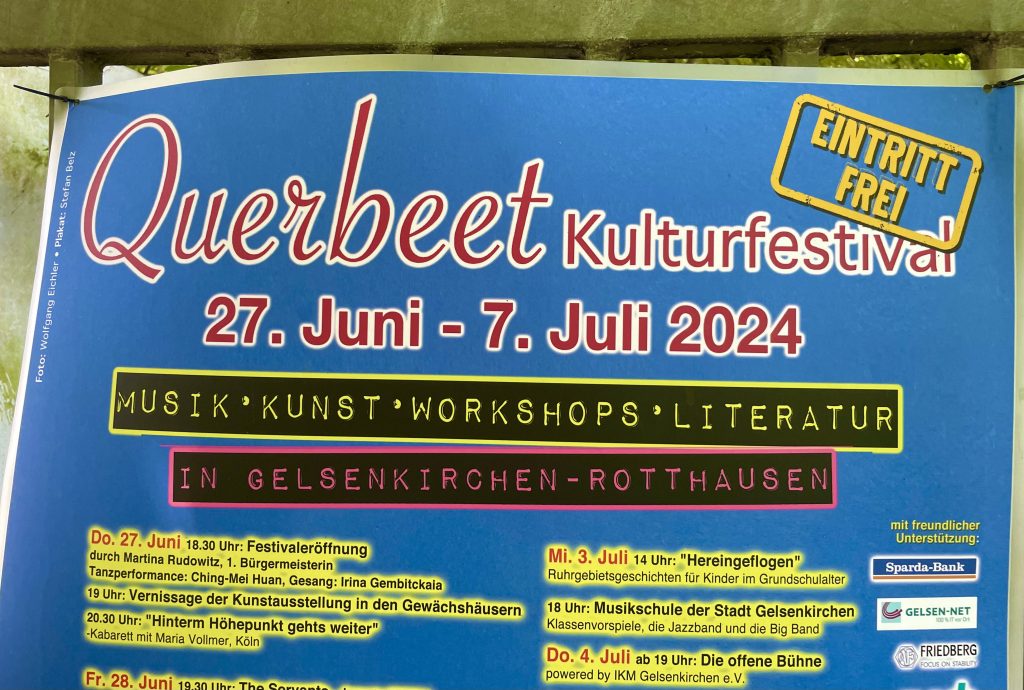 Foto: Wolfgang Eichler • Plakat: Stefan Belz
EINTRITT
FREI
Querbeet Kulturfestival
27. Juni - 7. Juli 2024
MUSIK'KUNST'WORKSHOPS'LITERATUR
IN GELSENKIRCHEN-ROTTHAUSEN
Do. 27. Juni 18.30 Uhr: Festivaleröffnung
durch Martina Rudowitz, 1. Bürgermeisterin
Tanzperformance: Ching-Mei Huan, Gesang: Irina Gembitckaia
19 Uhr: Vernissage der Kunstausstellung in den Gewächshäusern
20.30 Uhr: "Hinterm Höhepunkt gehts weiter"
-Kabarett mit Maria Vollmer, Köln
Fr. 28. Juni 19.30 Uhr: The Servants
Mi. 3. Juli 14 Uhr: "Hereingeflogen"
Ruhrgebietsgeschichten für Kinder im Grundschulalter
18 Uhr: Musikschule der Stadt Gelsenkirchen
Klassenvorspiele, die Jazzband und die Big Band
Do. 4. Juli ab 19 Uhr: Die offene Bühne
powered by IKM Gelsenkirchen e.V.
mit freundlicher
Unterstützung:
Sparda-Bank
GELSEN-NET
100 % IT vor Ort
FRIEDBERG
FOCUS ON STABILITY